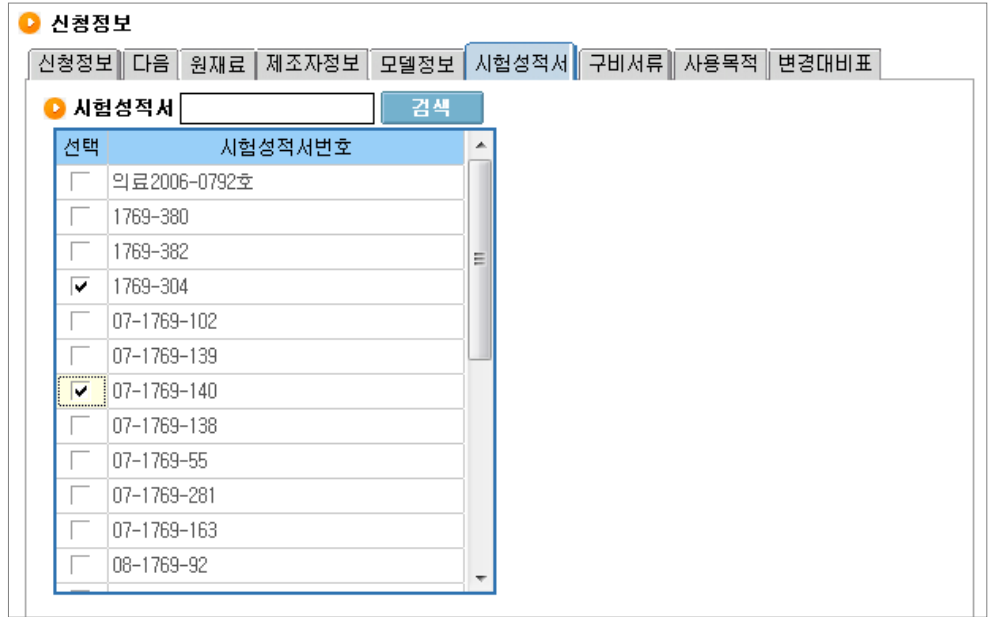 신청정보
신청정보 다음 원재료 제조자정보 모델정보 시험성적서 구비서류 사용목적 변경대비표
시험성적서 검색
선택 시험성적서번호
의료2006-0792호
1769-380
1769-382
1769-304
07-1769-102
07-1769-139
07-1769-140
07-1769-138
07-1769-55
07-1769-281
07-1769-163
08-1769-92